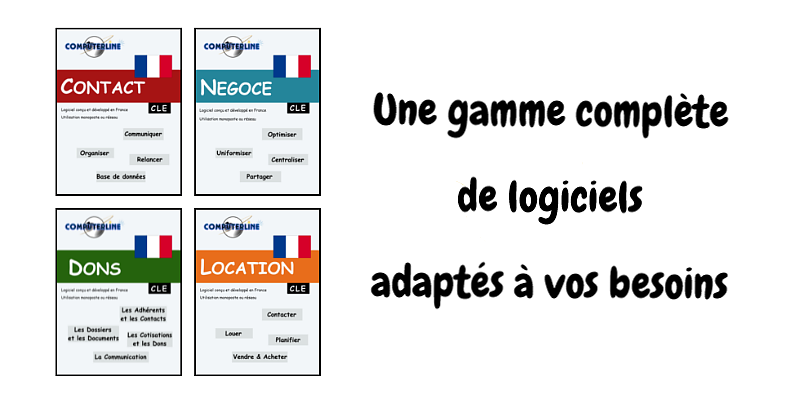 COMPUTERLINE
CONTACT
CLE
Logiciel conçu et développé en France
Utilisation monoposte ou réseau
Communiquer
Organiser
Relancer
Base de données
COMPUTERLINE
NEGOCE
CLE
Logiciel conçu et développé en France
Utilisation monoposte ou réseau
Optimiser
Uniformiser
Centraliser
Partager
COMPUTERLINE
DONS
CLE
Logiciel conçu et développé en France
Utilisation monoposte ou réseau
Les Adhérents
et les Contacts
Les Dossiers
et les Documents
Les Cotisations
et les Dons
La Communication
COMPUTERLINE
LOCATION
CLE
Logiciel conçu et développé en France
Utilisation monoposte ou réseau
Contacter
Louer
Planifier
Vendre & Acheter
Une gamme complète
de logiciels
adaptés à vos besoins